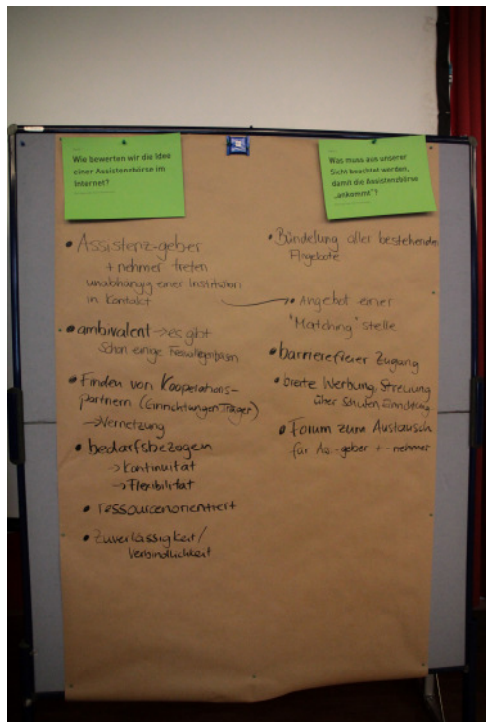 Wie bewerten wir die Idee
einer Assistenzbörse im
Internet?
• Assistenz-geber
+ nehmer treten
unabhängig einer Institution
in Kontakt
• ambivalent → es gibt
schon einige
• Finden von Kooperations-
partnern (Einrichtungen, Träger)
→ Vernetzung
• bedarfsbezogen
→ Kontinuität
→ Flexibilität
• ressourcenorientiert
• Zuverlässigkeit/
Verbindlichkeit
Was muss aus unserer
Sicht beachtet werden,
damit die Assistenzbörse
„ankommt“?
• Bündelung aller bestehenden
Angebote
• Angebot einer
"Matching" stelle
• barrierefreier Zugang
• breite Werbung, Streuung
über Schulen, Einrichtung
• Forum zum Austausch
für -geber + -nehmer